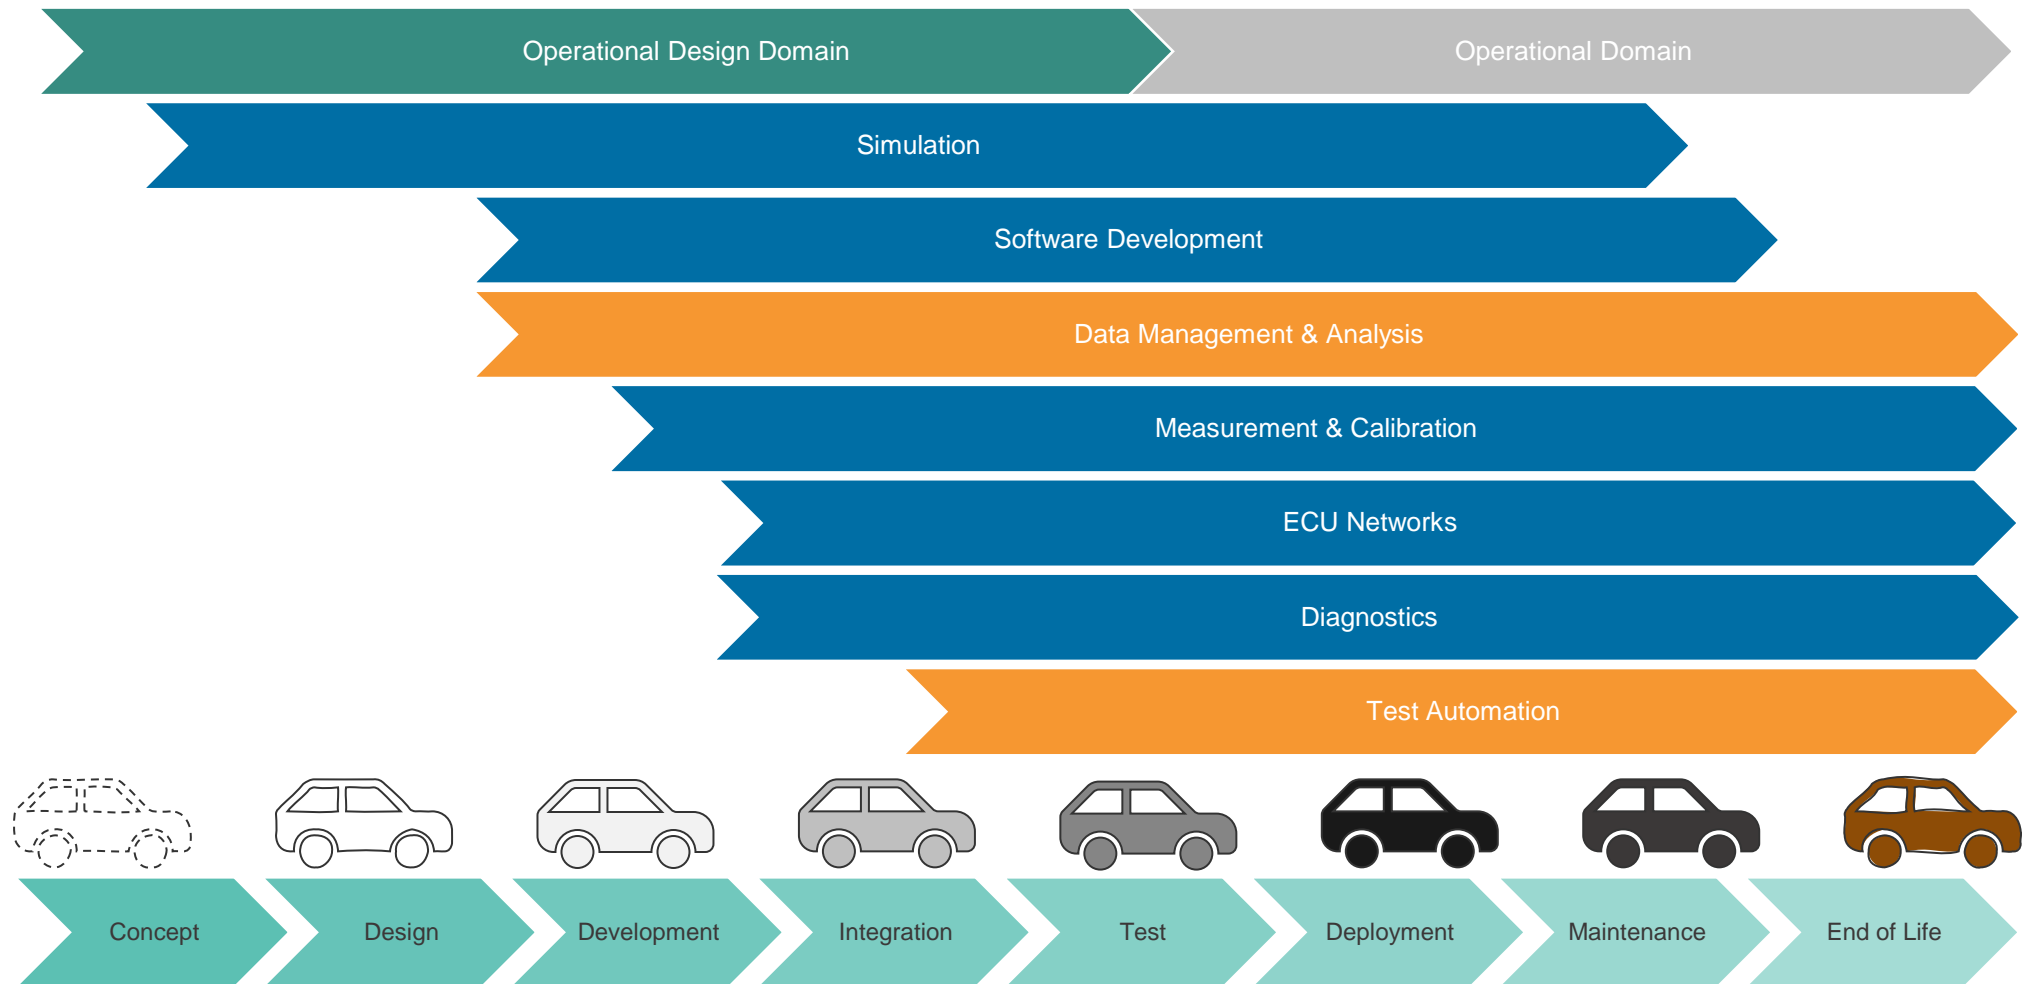 Operational Design Domain
Operational Domain
Simulation
Software Development
Data Management & Analysis
Measurement & Calibration
ECU Networks
Diagnostics
Test Automation
Concept
Design
Development
Integration
Test
Deployment
Maintenance
End of Life